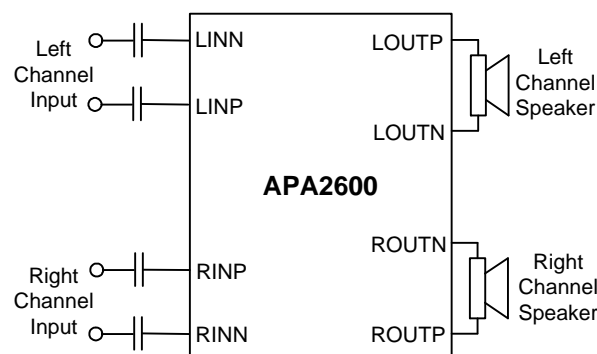 Left
Channel
Input
LINN
LINP
LOUTP
LOUTN
Left
Channel
Speaker
APA2600
Right
Channel
Input
RINP
RINN
ROUTN
ROUTP
Right
Channel
Speaker